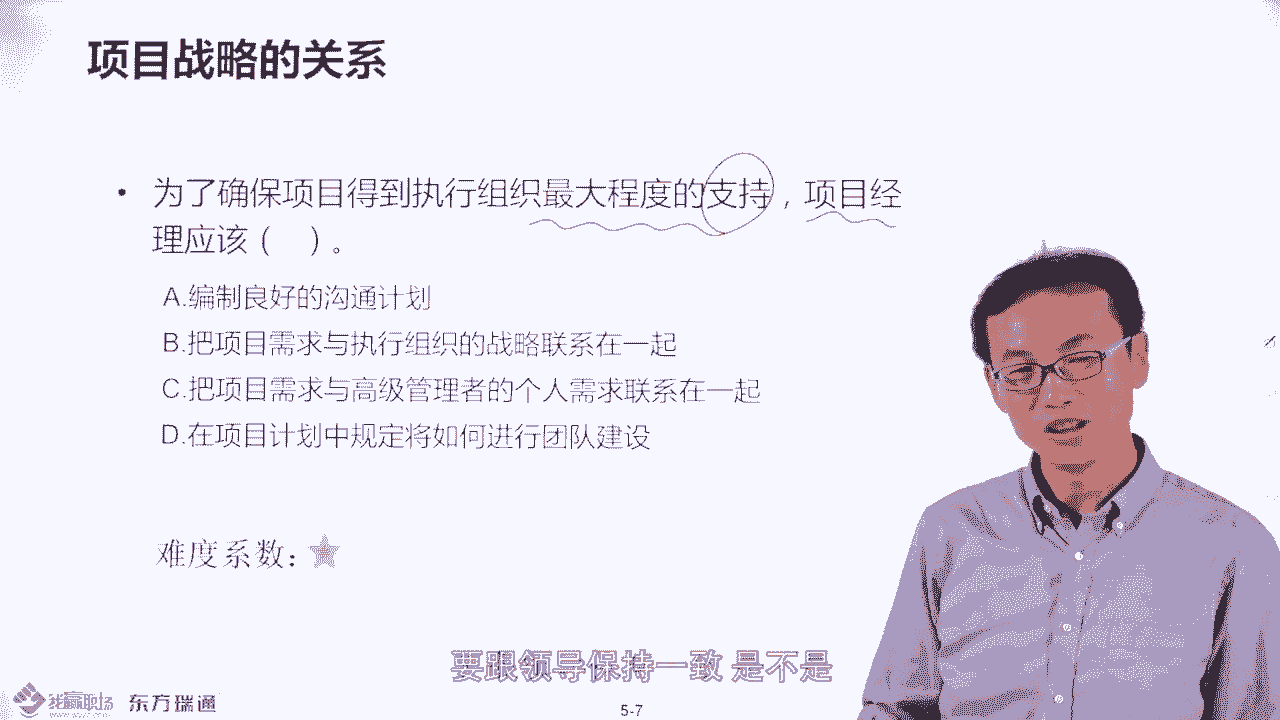 项目战略的关系
• 为了确保项目得到执行组织最大程度的支持，项目经
理应该（ ）。
A.编制良好的沟通计划
B.把项目需求与执行组织的战略联系在一起
C.把项目需求与高级管理者的个人需求联系在一起
D.在项目计划中规定将如何进行团队建设
难度系数：
要跟领导保持一致 是不是
我赢职场 东方瑞通
5-7